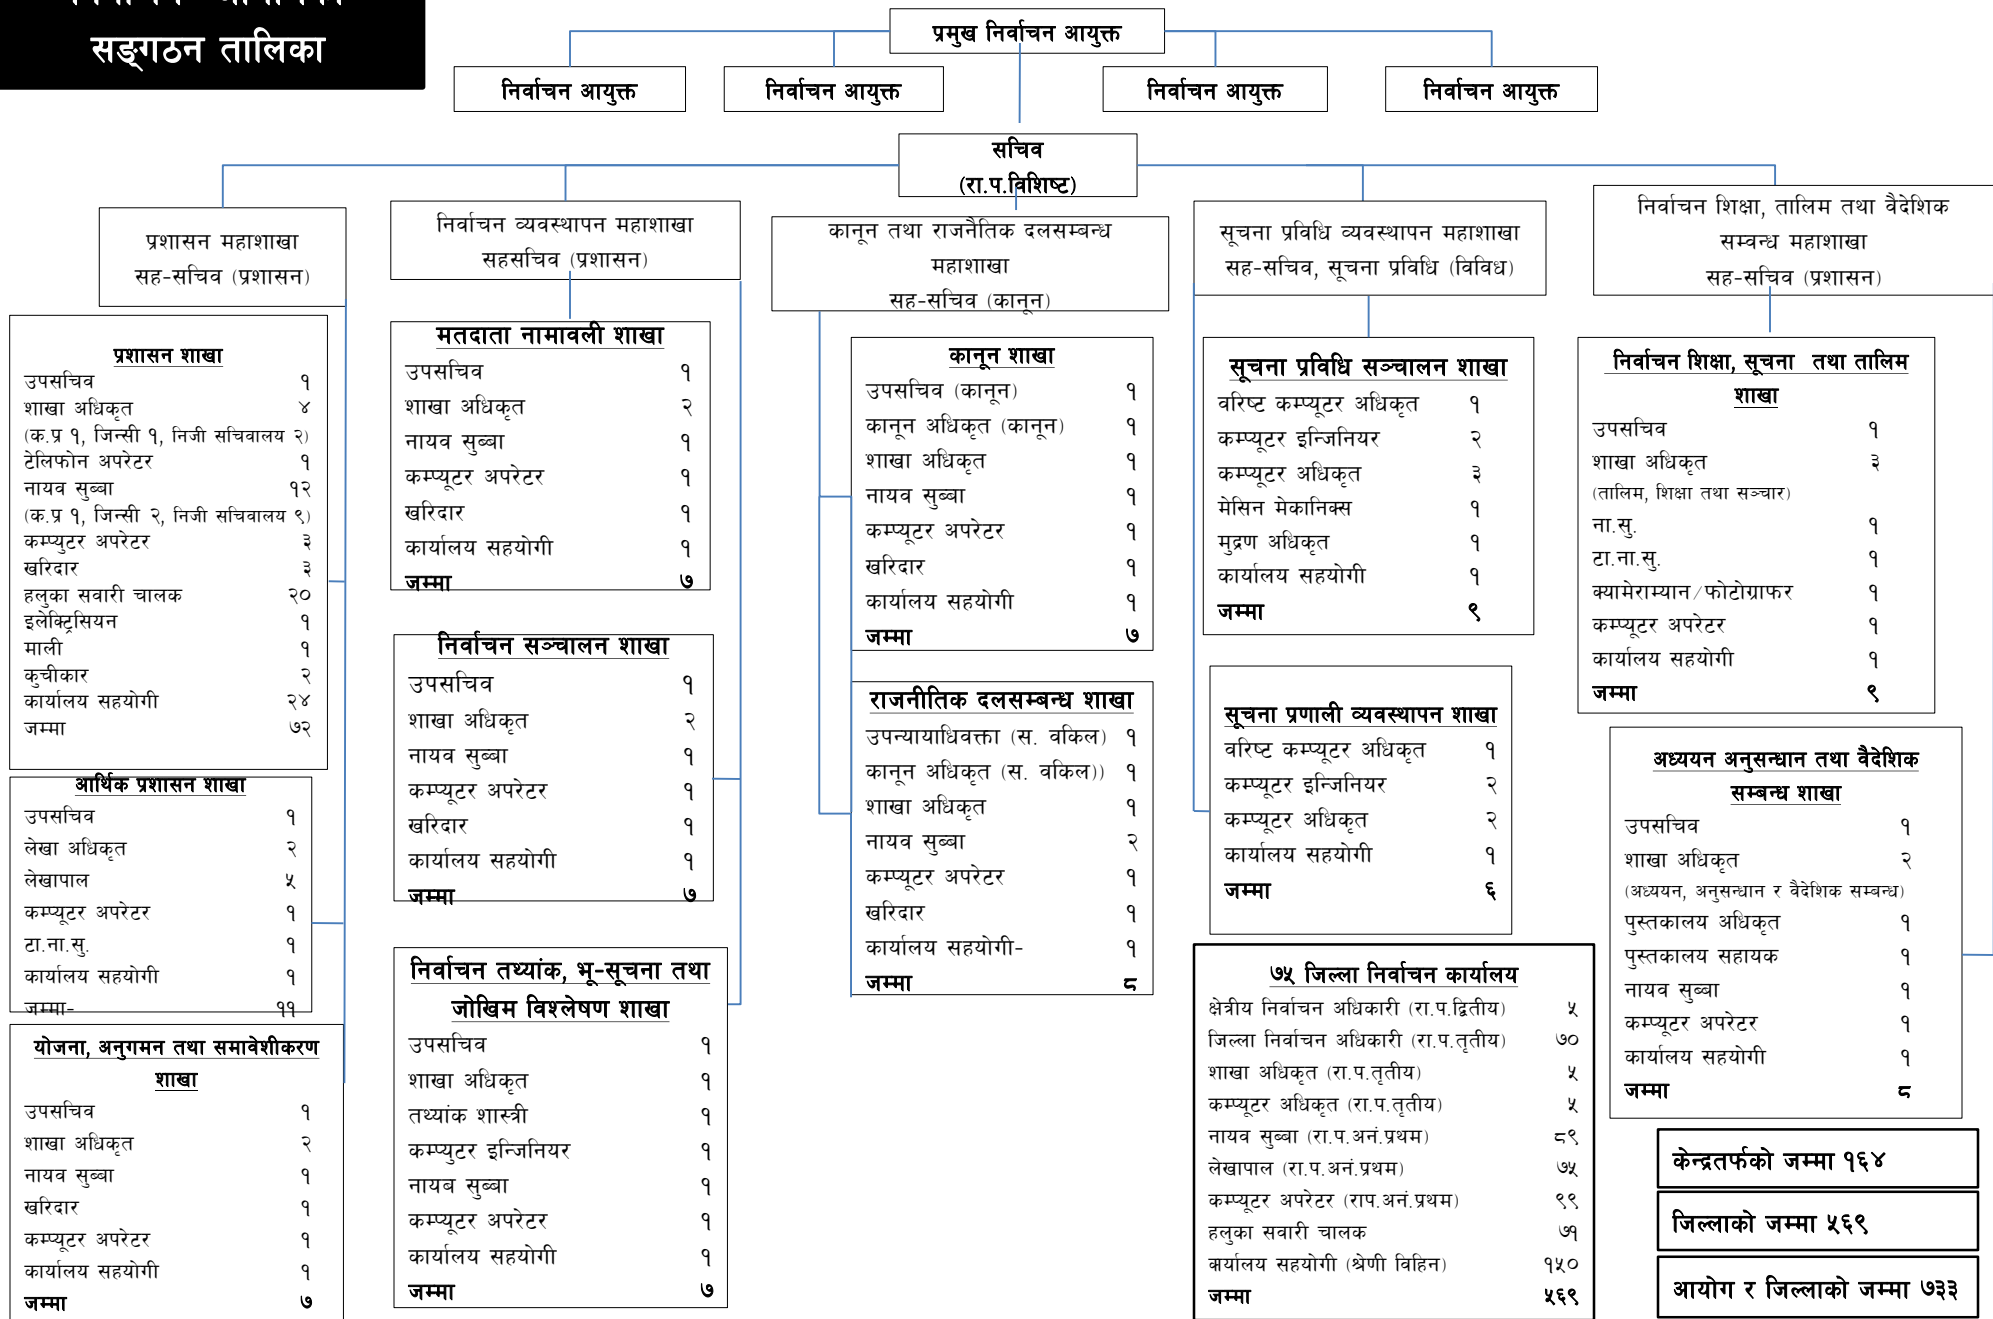 सङ्गठन तालिका
प्रमुख निर्वाचन आयुक्त
निर्वाचन आयुक्त
निर्वाचन आयुक्त
निर्वाचन आयुक्त
निर्वाचन आयुक्त
सचिव
(रा.प.विशिष्ट)
प्रशासन महाशाखा
सह-सचिव (प्रशासन)
निर्वाचन व्यवस्थापन महाशाखा
सहसचिव (प्रशासन)
कानून तथा राजनैतिक दलसम्बन्ध
महाशाखा
सह-सचिव (कानून)
सूचना प्रविधि व्यवस्थापन महाशाखा
सह-सचिव, सूचना प्रविधि (विविध)
निर्वाचन शिक्षा, तालिम तथा वैदेशिक
सम्वन्ध महाशाखा
सह-सचिव (प्रशासन)
प्रशासन शाखा
उपसचिव १
शाखा अधिकृत ४
(क.प्र १, जिन्सी १, निजी सचिवालय २)
टेलिफोन अपरेटर १
नायव सुब्बा १२
(क.प्र १, जिन्सी २, निजी सचिवालय ९)
कम्प्युटर अपरेटर ३
खरिदार ३
हलुका सवारी चालक २०
इलेक्ट्रिसियन १
माली १
कुचीकार २
कार्यालय सहयोगी २४
जम्मा ७२
आर्थिक प्रशासन शाखा
उपसचिव १
लेखा अधिकृत २
लेखापाल ५
कम्प्यूटर अपरेटर १
टा.ना.सु. १
कार्यालय सहयोगी १
जम्मा- ११
योजना, अनुगमन तथा समावेशीकरण
शाखा
उपसचिव १
शाखा अधिकृत २
नायव सुब्बा १
खरिदार १
कम्प्यूटर अपरेटर १
कार्यालय सहयोगी १
जम्मा ७
मतदाता नामावली शाखा
उपसचिव १
शाखा अधिकृत २
नायव सुब्बा १
कम्प्यूटर अपरेटर १
खरिदार १
कार्यालय सहयोगी १
जम्मा ७
निर्वाचन सञ्चालन शाखा
उपसचिव १
शाखा अधिकृत २
नायव सुब्बा १
कम्प्यूटर अपरेटर १
खरिदार १
कार्यालय सहयोगी १
जम्मा ७
निर्वाचन तथ्यांक, भू-सूचना तथा
जोखिम विश्लेषण शाखा
उपसचिव १
शाखा अधिकृत १
तथ्यांक शास्त्री १
कम्प्युटर इन्जिनियर १
नायब सुब्बा १
कम्प्यूटर अपरेटर १
कार्यालय सहयोगी १
जम्मा ७
कानून शाखा
उपसचिव (कानून) १
कानून अधिकृत (कानून) १
शाखा अधिकृत १
नायव सुब्बा १
कम्प्यूटर अपरेटर १
खरिदार १
कार्यालय सहयोगी १
जम्मा ७
राजनीतिक दलसम्बन्ध शाखा
उपन्यायाधिवक्ता (स. वकिल) १
कानून अधिकृत (स. वकिल)) १
शाखा अधिकृत १
नायव सुब्बा २
कम्प्यूटर अपरेटर १
खरिदार १
कार्यालय सहयोगी- १
जम्मा ८
सूचना प्रविधि सञ्चालन शाखा
वरिष्ट कम्प्यूटर अधिकृत १
कम्प्यूटर इन्जिनियर २
कम्प्यूटर अधिकृत ३
मेसिन मेकानिक्स १
मुद्रण अधिकृत १
कार्यालय सहयोगी १
जम्मा ९
सूचना प्रणाली व्यवस्थापन शाखा
वरिष्ट कम्प्यूटर अधिकृत १
कम्प्यूटर इन्जिनियर २
कम्प्यूटर अधिकृत २
कार्यालय सहयोगी १
जम्मा ६
७५ जिल्ला निर्वाचन कार्यालय
क्षेत्रीय निर्वाचन अधिकारी (रा.प.द्वितीय) ५
जिल्ला निर्वाचन अधिकारी (रा.प.तृतीय) ७०
शाखा अधिकृत (रा.प.तृतीय) ५
कम्प्यूटर अधिकृत (रा.प.तृतीय) ५
नायव सुब्बा (रा.प.अनं.प्रथम) ८९
लेखापाल (रा.प.अनं.प्रथम) ७५
कम्प्यूटर अपरेटर (राप.अनं.प्रथम) ९९
हलुका सवारी चालक ७१
सहयोगी (श्रेणी विहिन) १५०
जम्मा ५६९
निर्वाचन शिक्षा, सूचना तथा तालिम
शाखा
उपसचिव १
शाखा अधिकृत ३
(तालिम, शिक्षा तथा सञ्चार)
ना.सु. १
टा.ना.सु. १
क्यामेराम्यान/फोटोग्राफर १
कम्प्यूटर अपरेटर १
कार्यालय सहयोगी १
जम्मा ९
अध्ययन अनुसन्धान तथा वैदेशिक
सम्बन्ध शाखा
उपसचिव १
शाखा अधिकृत २
(अध्ययन, अनुसन्धान र वैदेशिक सम्बन्ध)
पुस्तकालय अधिकृत १
पुस्तकालय सहायक १
नायव सुब्बा १
कम्प्यूटर अपरेटर १
कार्यालय सहयोगी १
जम्मा ८
केन्द्रतर्फको जम्मा १६४
जिल्लाको जम्मा ५६९
आयोग र जिल्लाको जम्मा ७३३